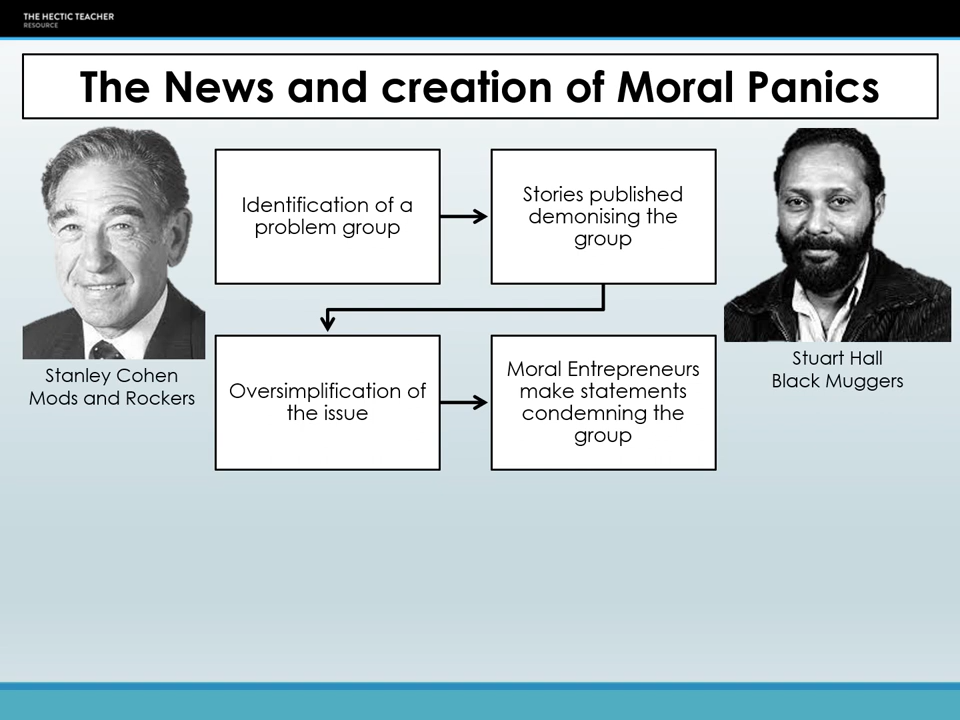 THE HECTIC TEACHER
RESOURCE
The News and creation of Moral Panics
Identification of a
problem group
Stories published
demonising the
group
Stanley Cohen
Mods and Rockers
Stuart Hall
Black Muggers
Oversimplification of
the issue
Moral Entrepreneurs
make statements
condemning the
group